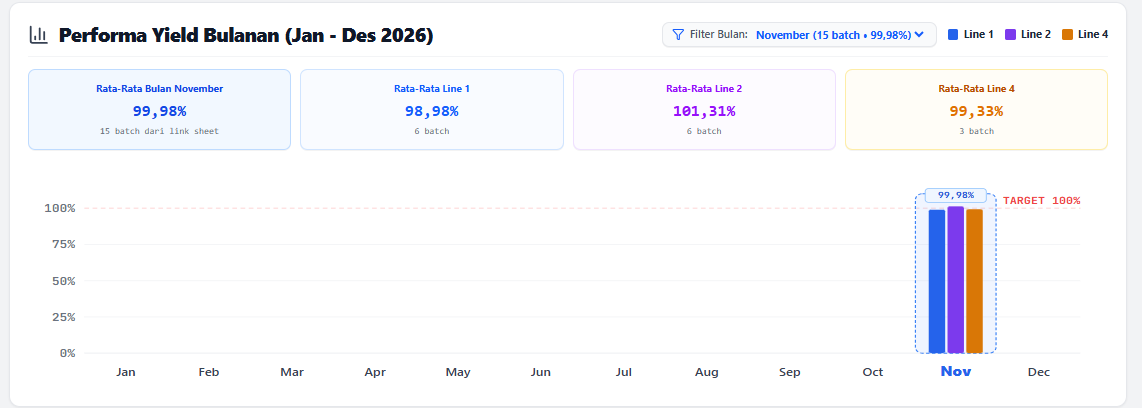 Performa Yield Bulanan (Jan - Des 2026)
Filter Bulan: November (15 batch • 99,98%)
Line 1 Line 2 Line 4
Rata-Rata Bulan November
99,98%
15 batch dari link sheet
Rata-Rata Line 1
98,98%
6 batch
Rata-Rata Line 2
101,31%
6 batch
Rata-Rata Line 4
99,33%
3 batch
99,98%
TARGET 100%
100%
75%
50%
25%
0%
Jan Feb Mar Apr May Jun Jul Aug Sep Oct Nov Dec